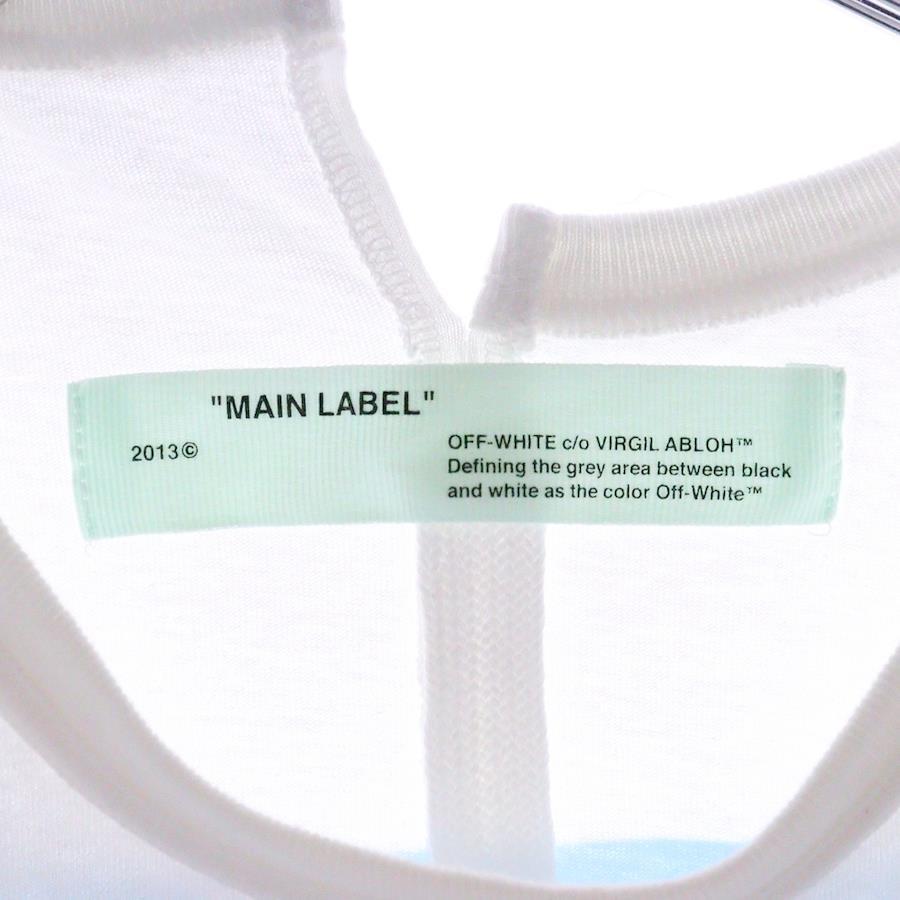 "MAIN LABEL"
2013©
OFF-WHITE c/o VIRGIL ABLOH™
Defining the grey area between black
and white as the color Off-White™